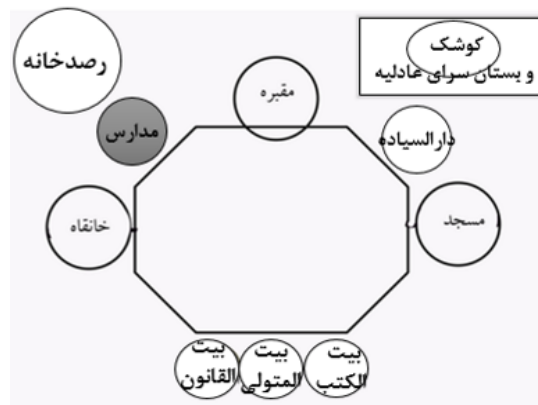 کوشک
و بستان سرای عادلیه
رصدخانه
مقبره
مدارس
دارالسیاده
خانقاه
مسجد
بیت
الکتب
بیت
المتولی
بیت
القانون